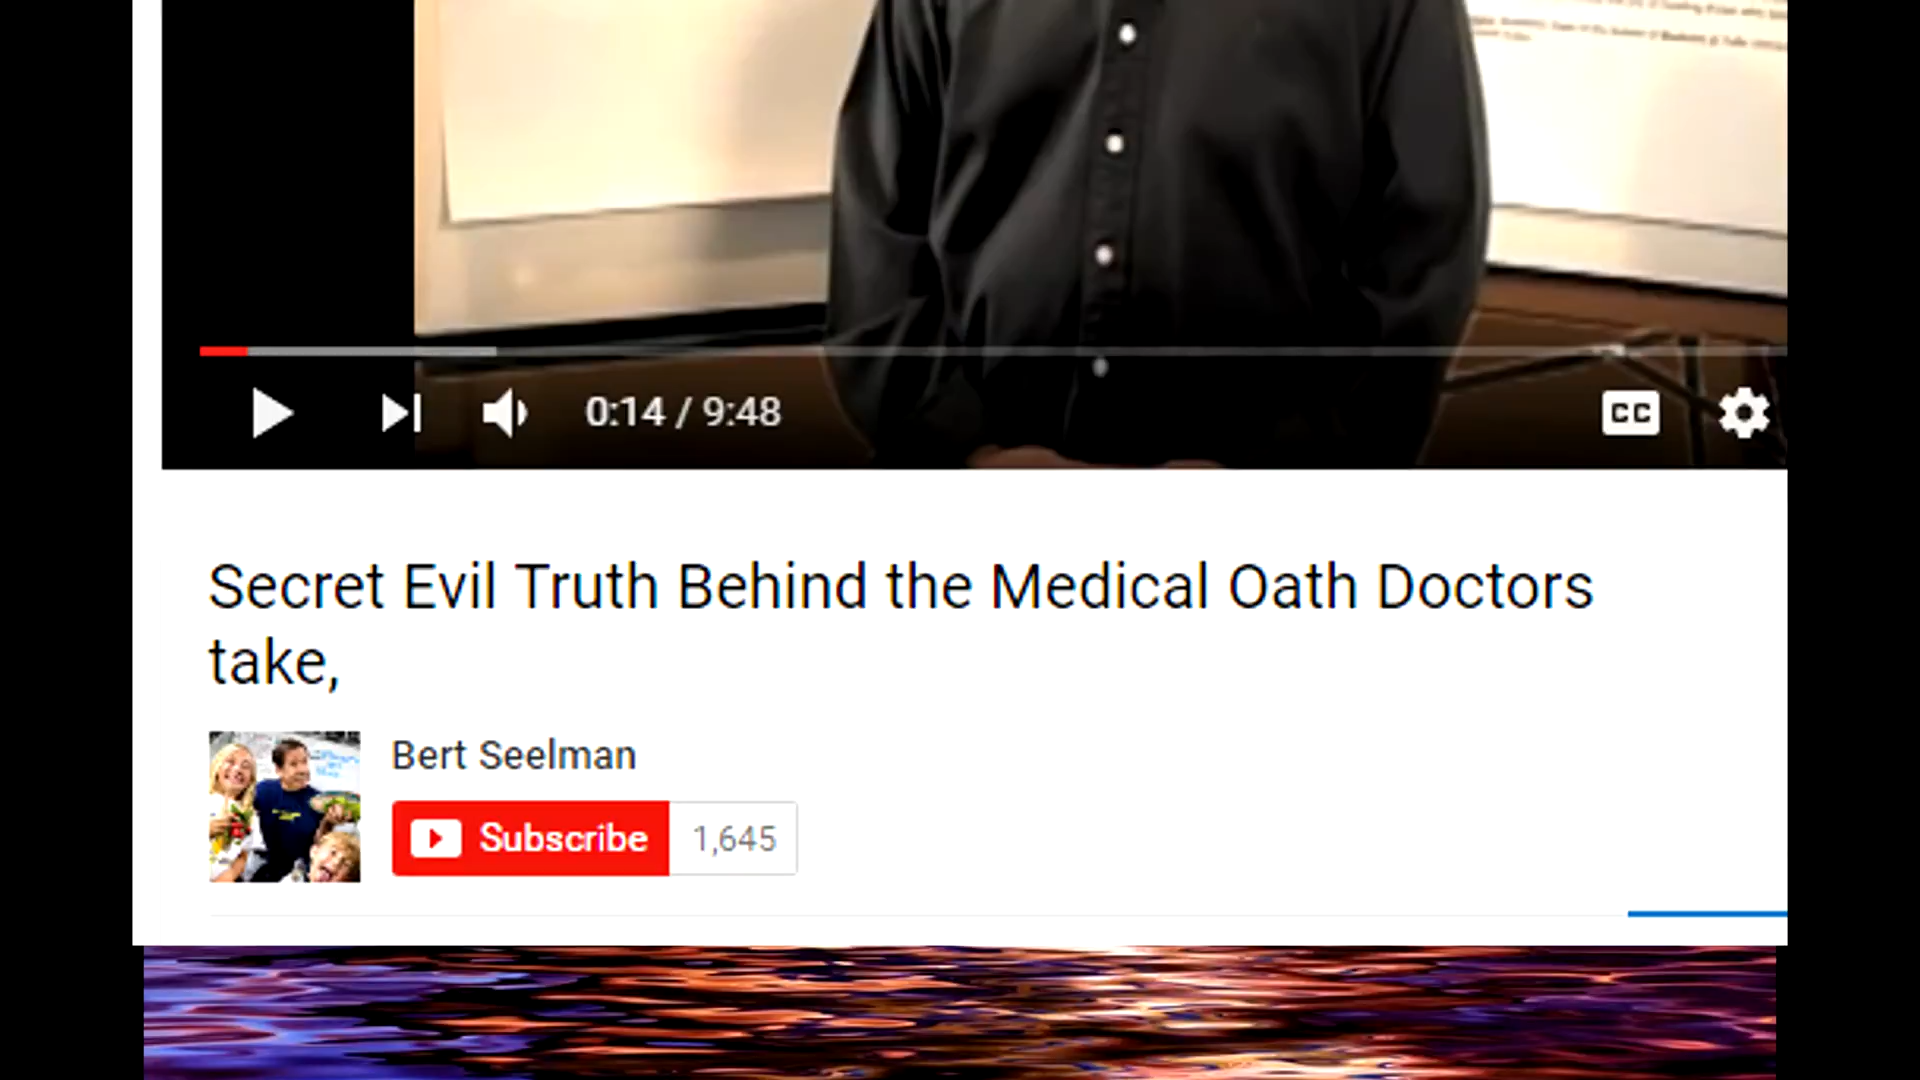 0:14 / 9:48
CC
Secret Evil Truth Behind the Medical Oath Doctors
take,
Bert Seelman
Subscribe 1,645